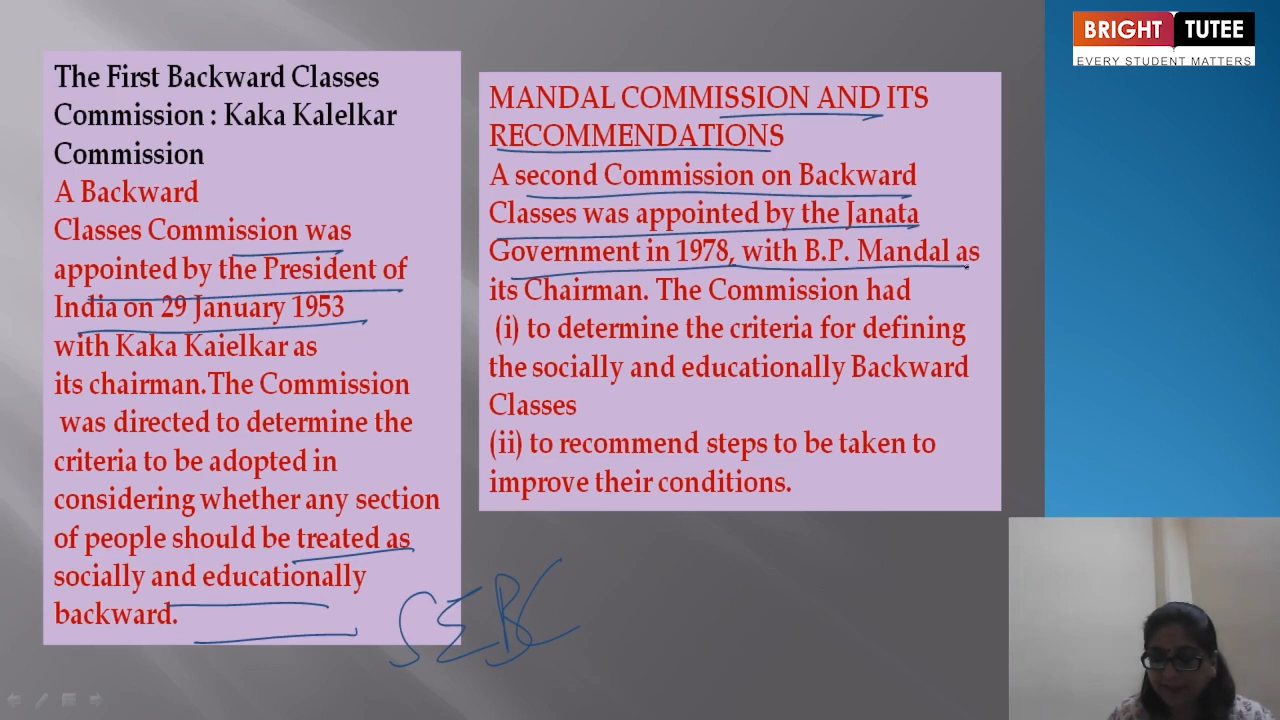 The First Backward Classes
Commission : Kaka Kalelkar
Commission
A Backward
Classes Commission was
appointed by the President of
India on 29 January 1953
with Kaka Kaielkar as
its chairman.The Commission
was directed to determine the
criteria to be adopted in
considering whether any section
of people should be treated as
socially and educationally
backward.
SEBC
MANDAL COMMISSION AND ITS
RECOMMENDATIONS
A second Commission on Backward
Classes was appointed by the Janata
Government in 1978, with B.P. Mandal as
its Chairman. The Commission had
(i) to determine the criteria for defining
the socially and educationally Backward
Classes
(ii) to recommend steps to be taken to
improve their conditions.
BRIGHT TUTEE
EVERY STUDENT MATTERS